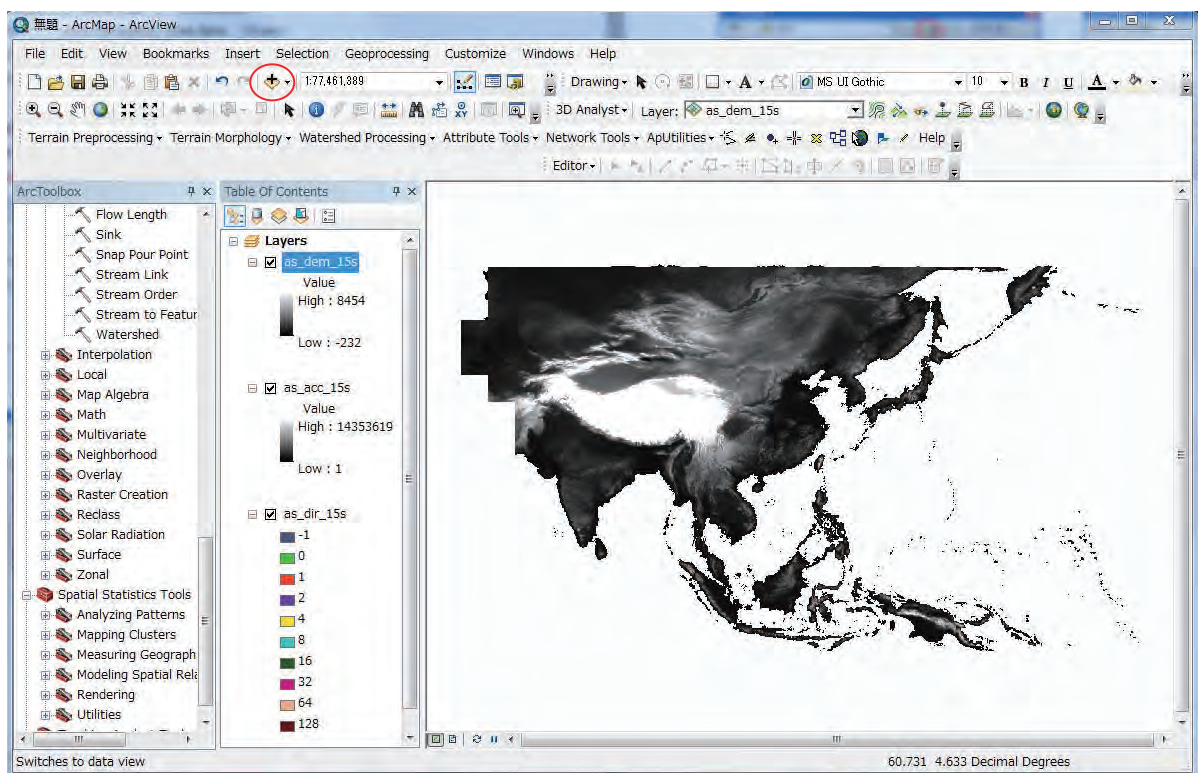 無題 - ArcMap - ArcView
File Edit View Bookmarks Insert Selection Geoprocessing Customize Windows Help
1:77,461,389 Drawing A MS UI Gothic 10 B I U A
3D Analyst Layer: as_dem_15s
Terrain Preprocessing Terrain Morphology Watershed Processing Attribute Tools Network Tools ApUtilities Help
Editor
ArcToolbox
Flow Length
Sink
Snap Pour Point
Stream Link
Stream Order
Stream to Featur
Watershed
Interpolation
Local
Map Algebra
Math
Multivariate
Neighborhood
Overlay
Raster Creation
Reclass
Solar Radiation
Surface
Zonal
Spatial Statistics Tools
Analyzing Patterns
Mapping Clusters
Measuring Geograph
Modeling Spatial Rela
Rendering
Utilities
Table Of Contents
Layers
as_dem_15s
Value
High : 8454
Low : -232
as_acc_15s
Value
High : 14353619
Low : 1
as_dir_15s
-1
0
1
2
4
8
16
32
64
128
Switches to data view
60.731 4.633 Decimal Degrees